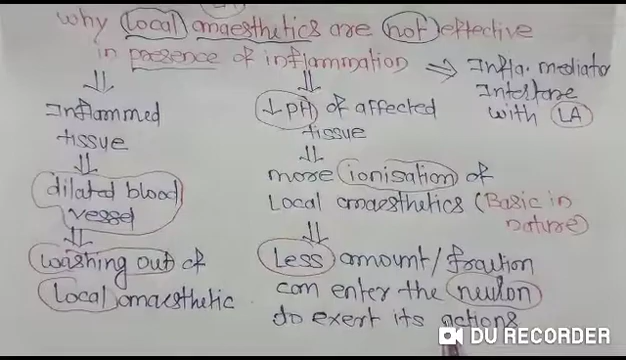 why local anaesthetics are not effective
in presence of inflammation ⇒ Infla. mediator
Interfare
with LA
⇓
Inflammed
tissue
⇓
dilated blood
vessel
⇓
washing out of
Local anaesthetic
⇓
↓ pH of affected
tissue
⇓
more ionisation of
Local anaesthetics (Basic in
nature)
⇓
Less amount/fraction
can enter the neuron
to exert its actions
DU RECORDER